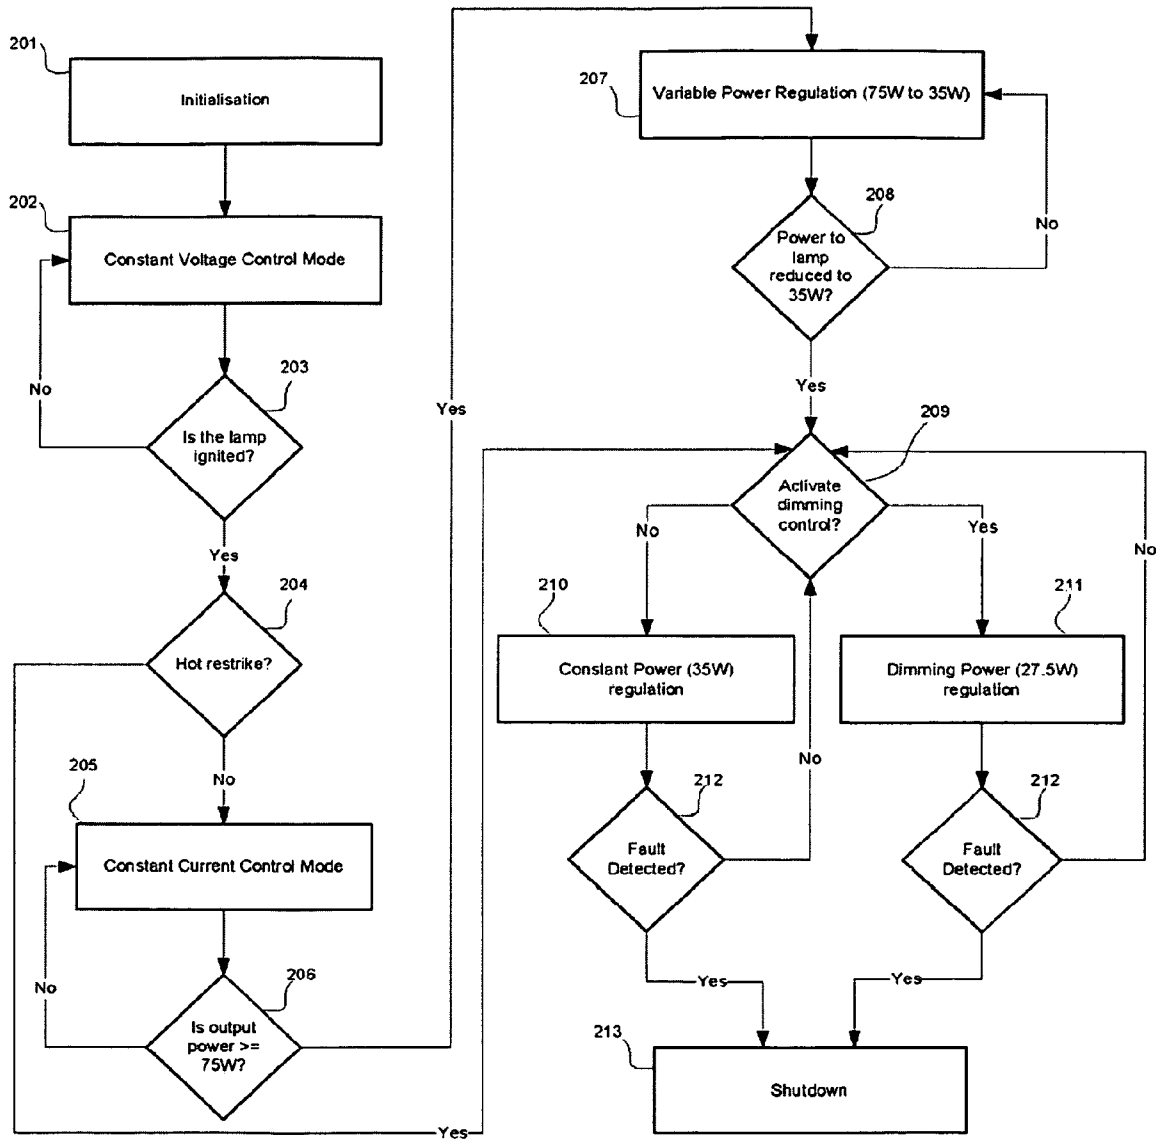 201
Initialisation
202
Constant Voltage Control Mode
No
203
Is the lamp
ignited?
Yes
204
Hot restrike?
No
205
Constant Current Control Mode
No
206
Is output
power >=
75W?
Yes
Yes
207
Variable Power Regulation (75W to 35W)
208
Power to
lamp
reduced to
35W?
No
Yes
209
Activate
dimming
control?
No
Yes
No
210
Constant Power (35W)
regulation
211
Dimming Power (27.5W)
regulation
No
212
Fault
Detected?
212
Fault
Detected?
Yes
Yes
213
Shutdown